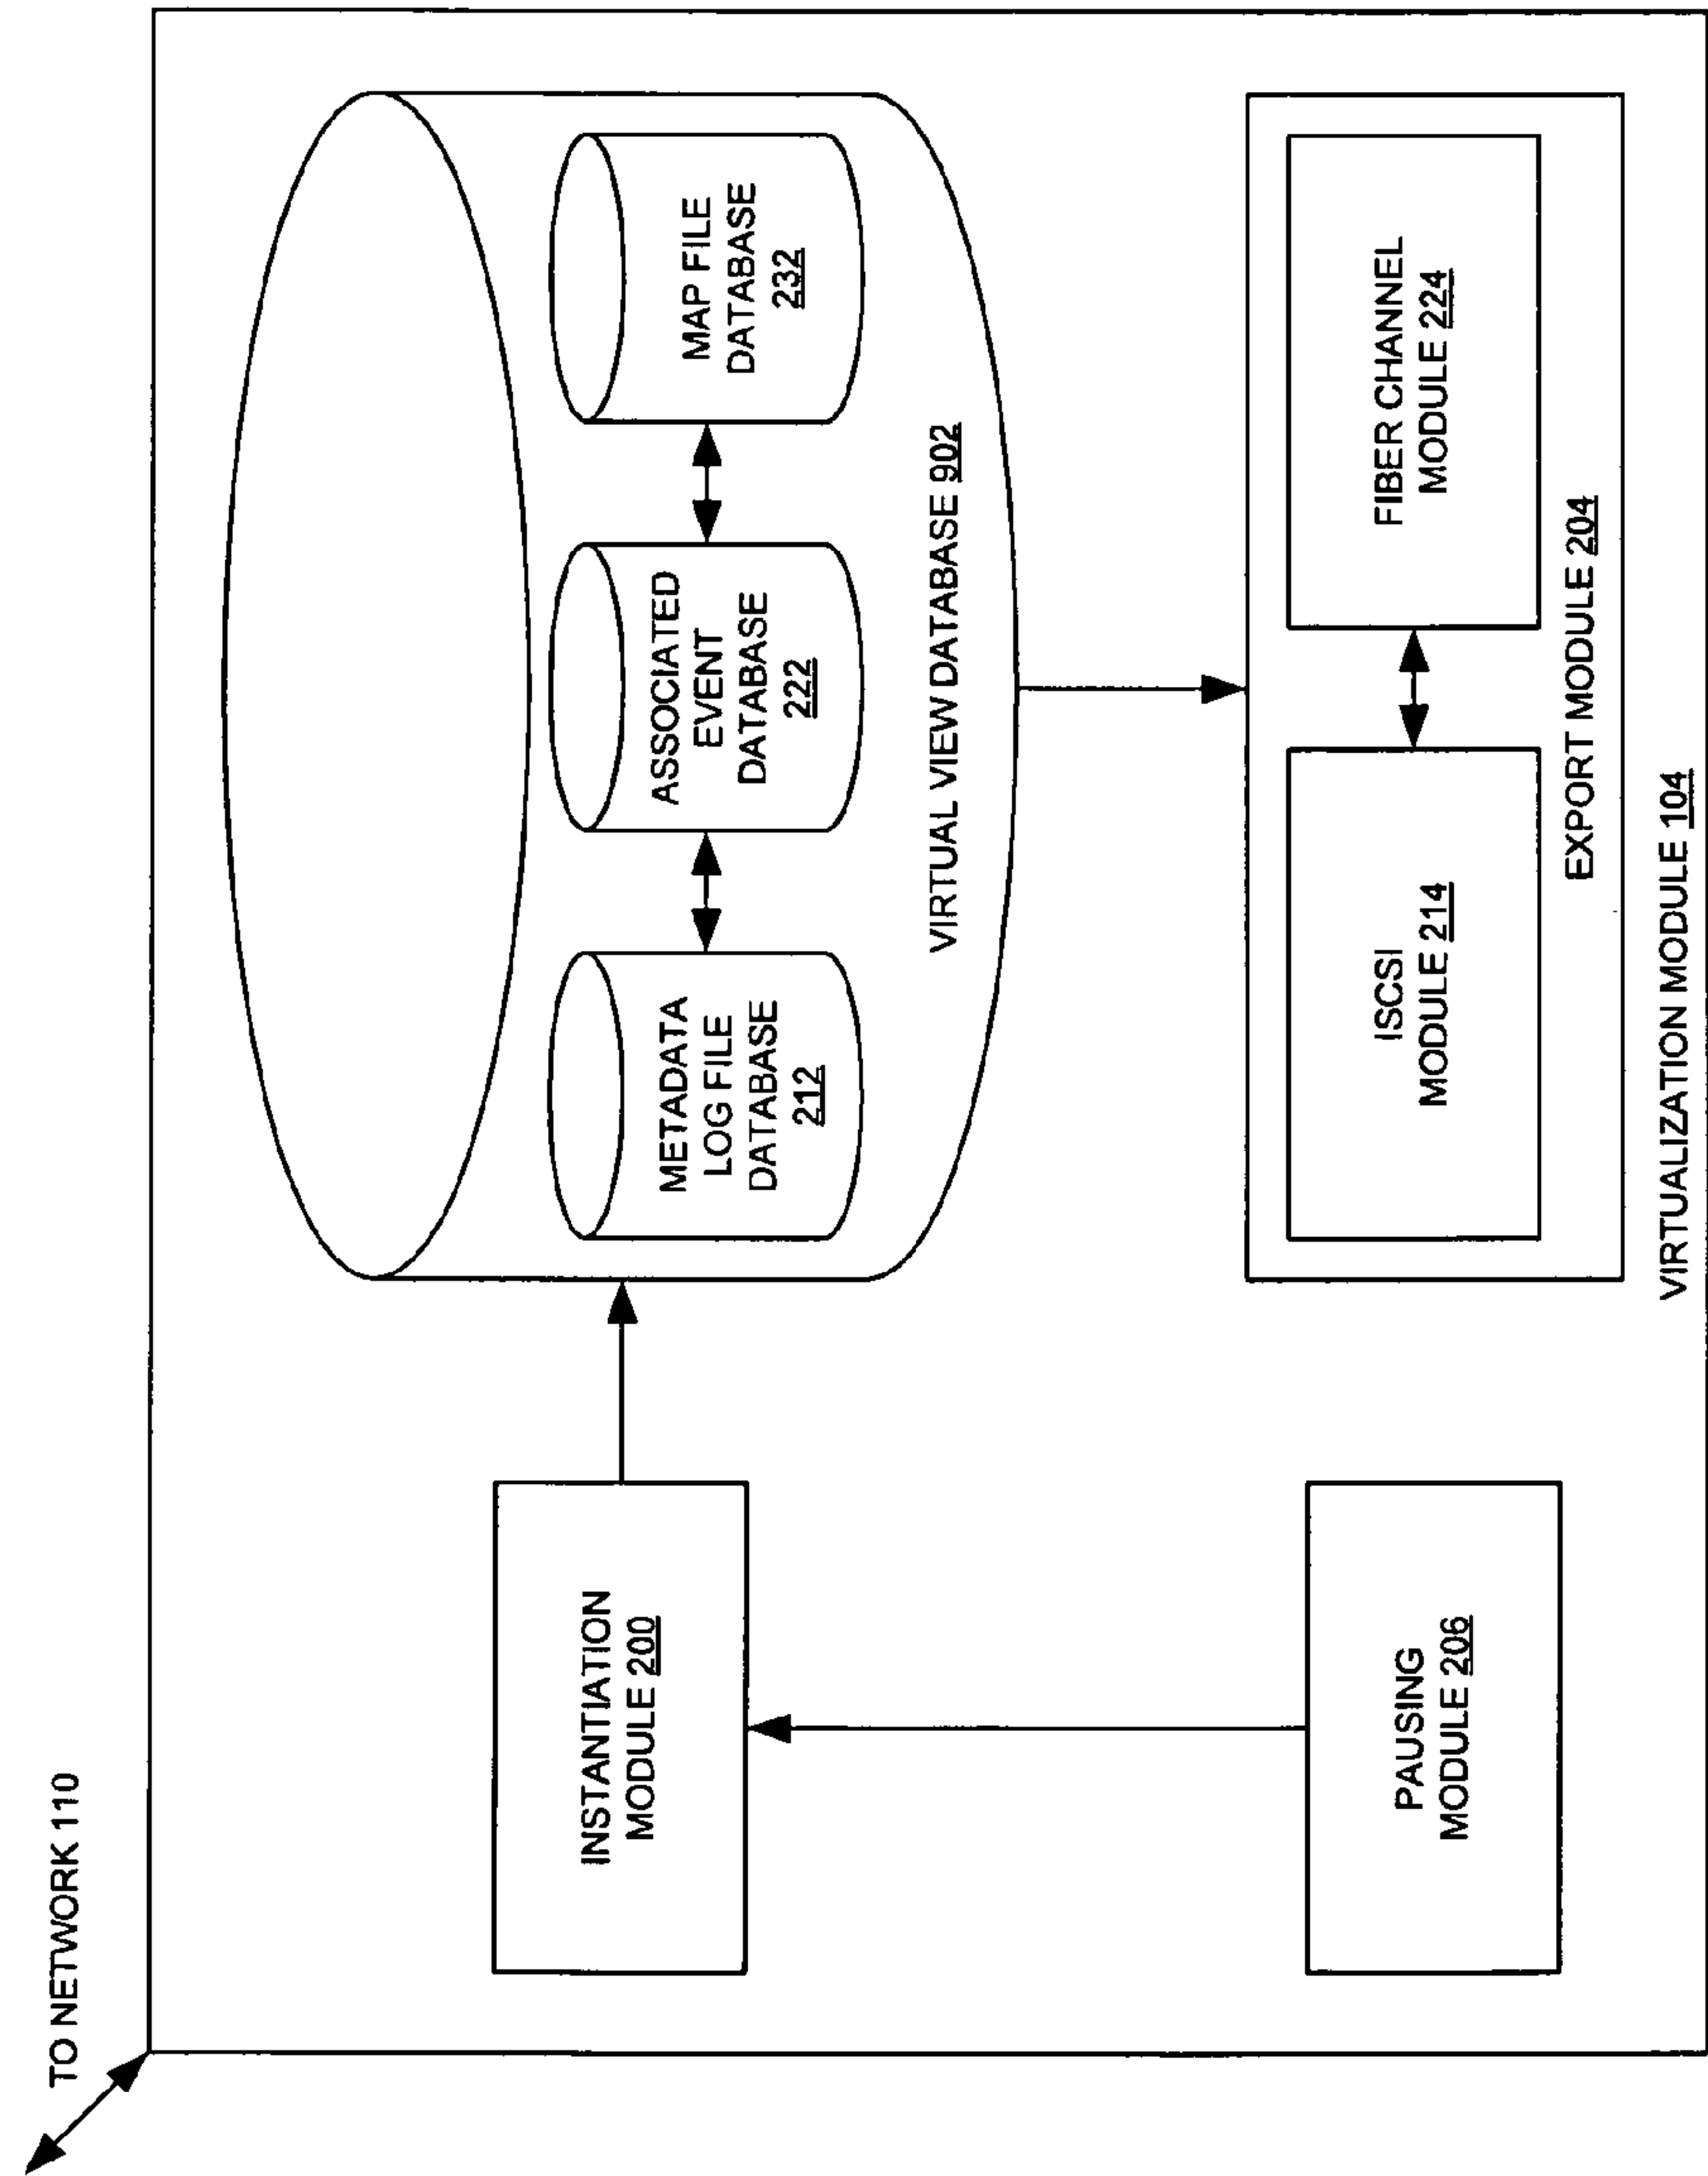 TO NETWORK 110
INSTANTIATION
MODULE 200
METADATA
LOG FILE
DATABASE
212
ASSOCIATED
EVENT
DATABASE
222
MAP FILE
DATABASE
232
VIRTUAL VIEW DATABASE 902
PAUSING
MODULE 206
ISCSI
MODULE 214
FIBER CHANNEL
MODULE 224
EXPORT MODULE 204
VIRTUALIZATION MODULE 104